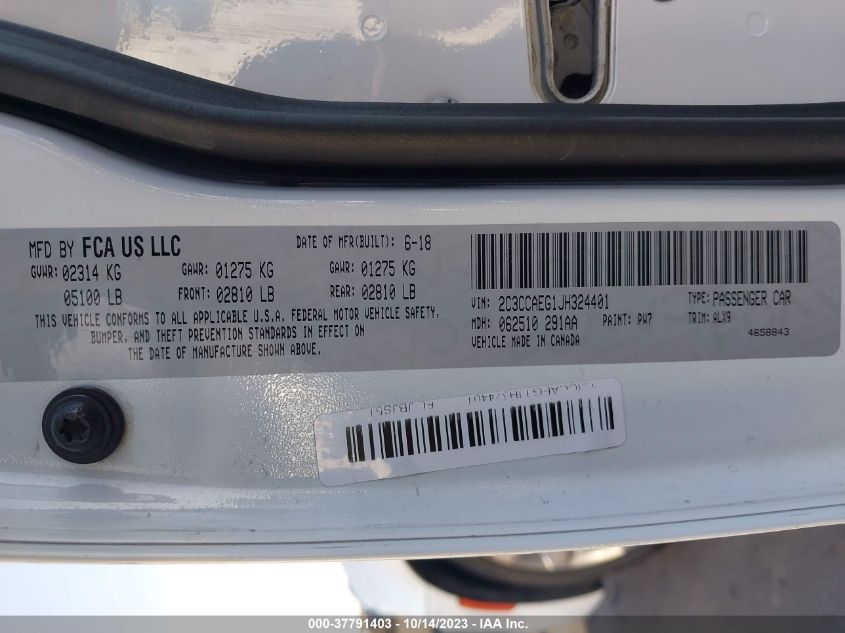 MFD BY FCA US LLC DATE OF MFR(BUILT): 6-18
GVWR: 02314 KG GAWR: 01275 KG GAWR: 01275 KG
05100 LB FRONT: 02810 LB REAR: 02810 LB
THIS VEHICLE CONFORMS TO ALL APPLICABLE U.S.A. FEDERAL MOTOR VEHICLE SAFETY,
BUMPER, AND THEFT PREVENTION STANDARDS IN EFFECT ON
THE DATE OF MANUFACTURE SHOWN ABOVE.
VIN: 2C3CCAEG1JH324401 TYPE: PASSENGER CAR
MDH: 062510 291AA PAINT: PW7 TRIM: ALX9
VEHICLE MADE IN CANADA 4658843
000-37791403 - 10/14/2023 - IAA Inc.